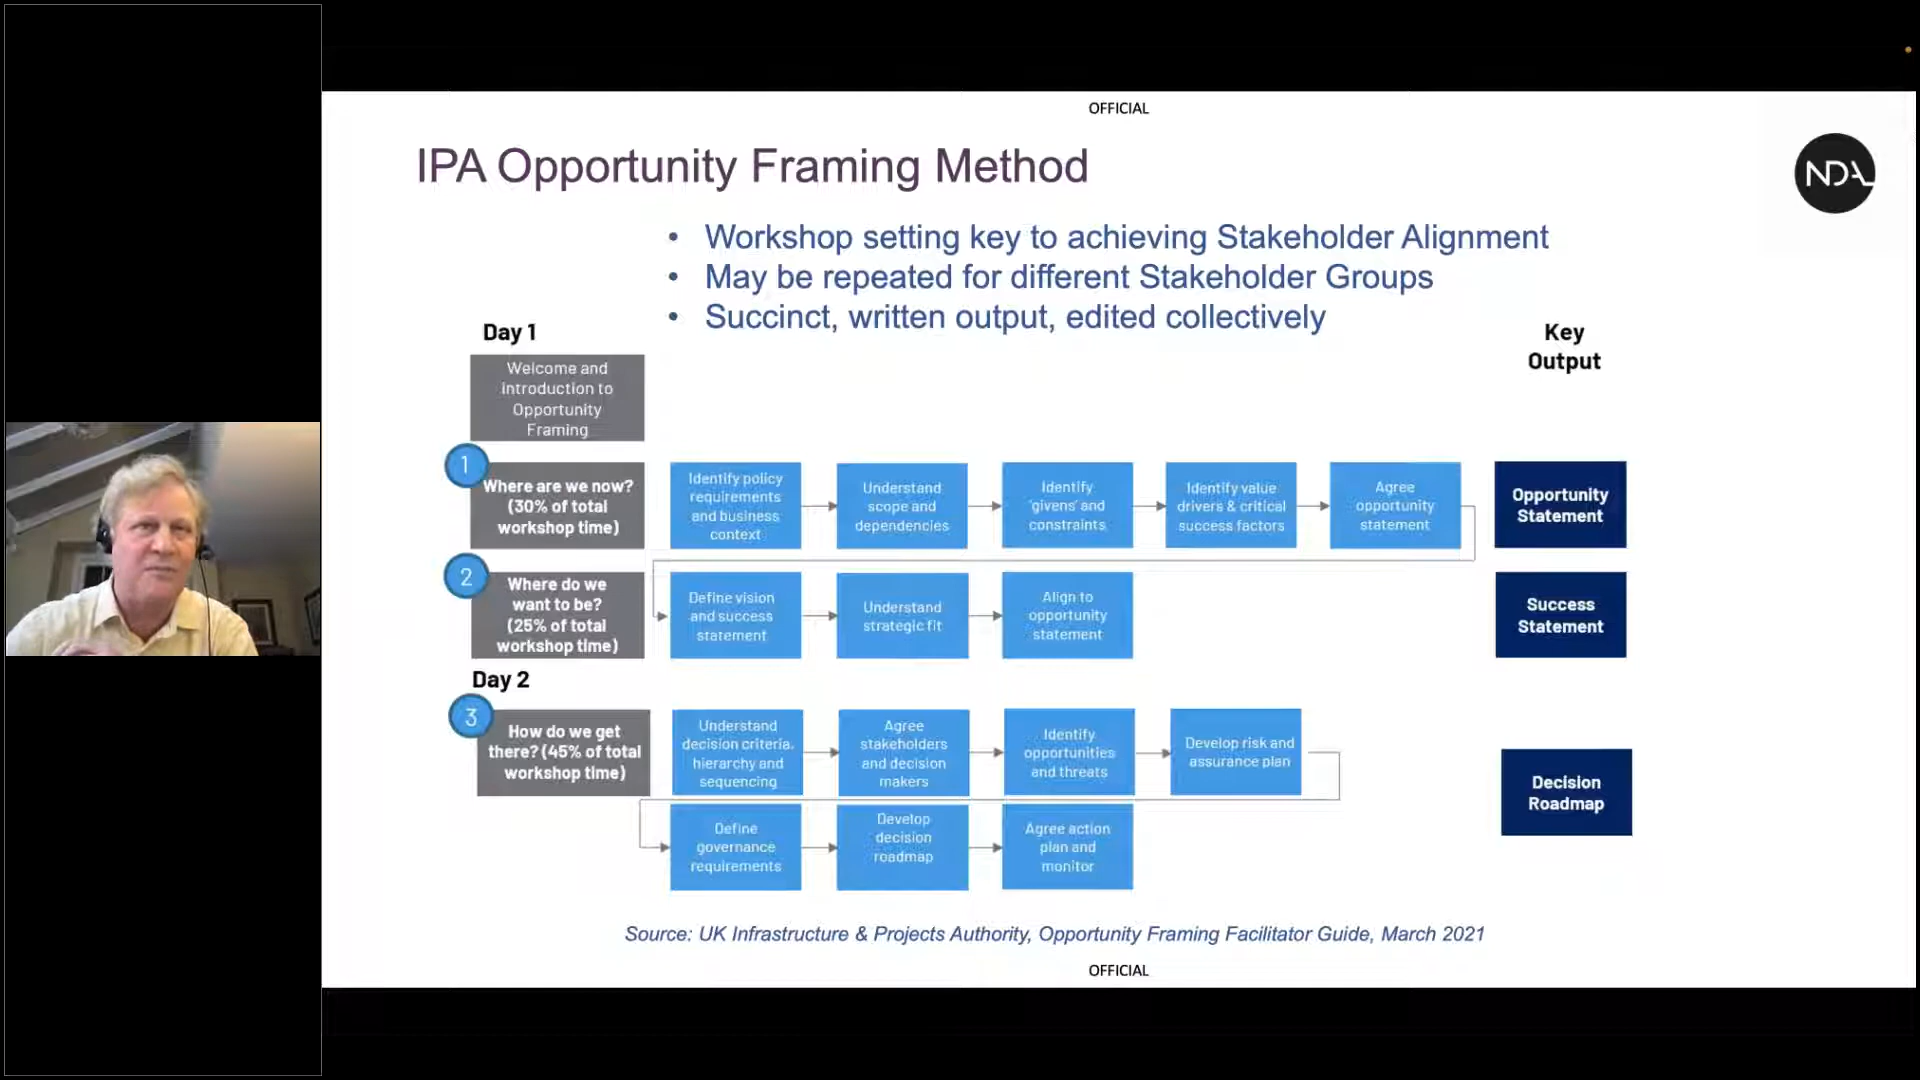 OFFICIAL
IPA Opportunity Framing Method
NDA
• Workshop setting key to achieving Stakeholder Alignment
• May be repeated for different Stakeholder Groups
• Succinct, written output, edited collectively
Day 1
Key
Output
Welcome and
Introduction to
Opportunity
Framing
1
Where are we now?
(30% of total
workshop time)
Identify policy
requirements
and business
context
Understand
scope and
dependencies
Identify
'givens' and
constraints
Identify value
drivers & critical
success factors
Agree
opportunity
statement
Opportunity
Statement
2
Where do we
want to be?
(25% of total
workshop time)
Define vision
and success
statement
Understand
strategic fit
Align to
opportunity
statement
Success
Statement
Day 2
3
How do we get
there? (45% of total
workshop time)
Understand
decision criteria,
hierarchy and
sequencing
Agree
stakeholders
and decision
makers
Identify
opportunities
and threats
Develop risk and
assurance plan
Decision
Roadmap
Define
governance
requirements
Develop
decision
roadmap
Agree action
plan and
monitor
Source: UK Infrastructure & Projects Authority, Opportunity Framing Facilitator Guide, March 2021
OFFICIAL